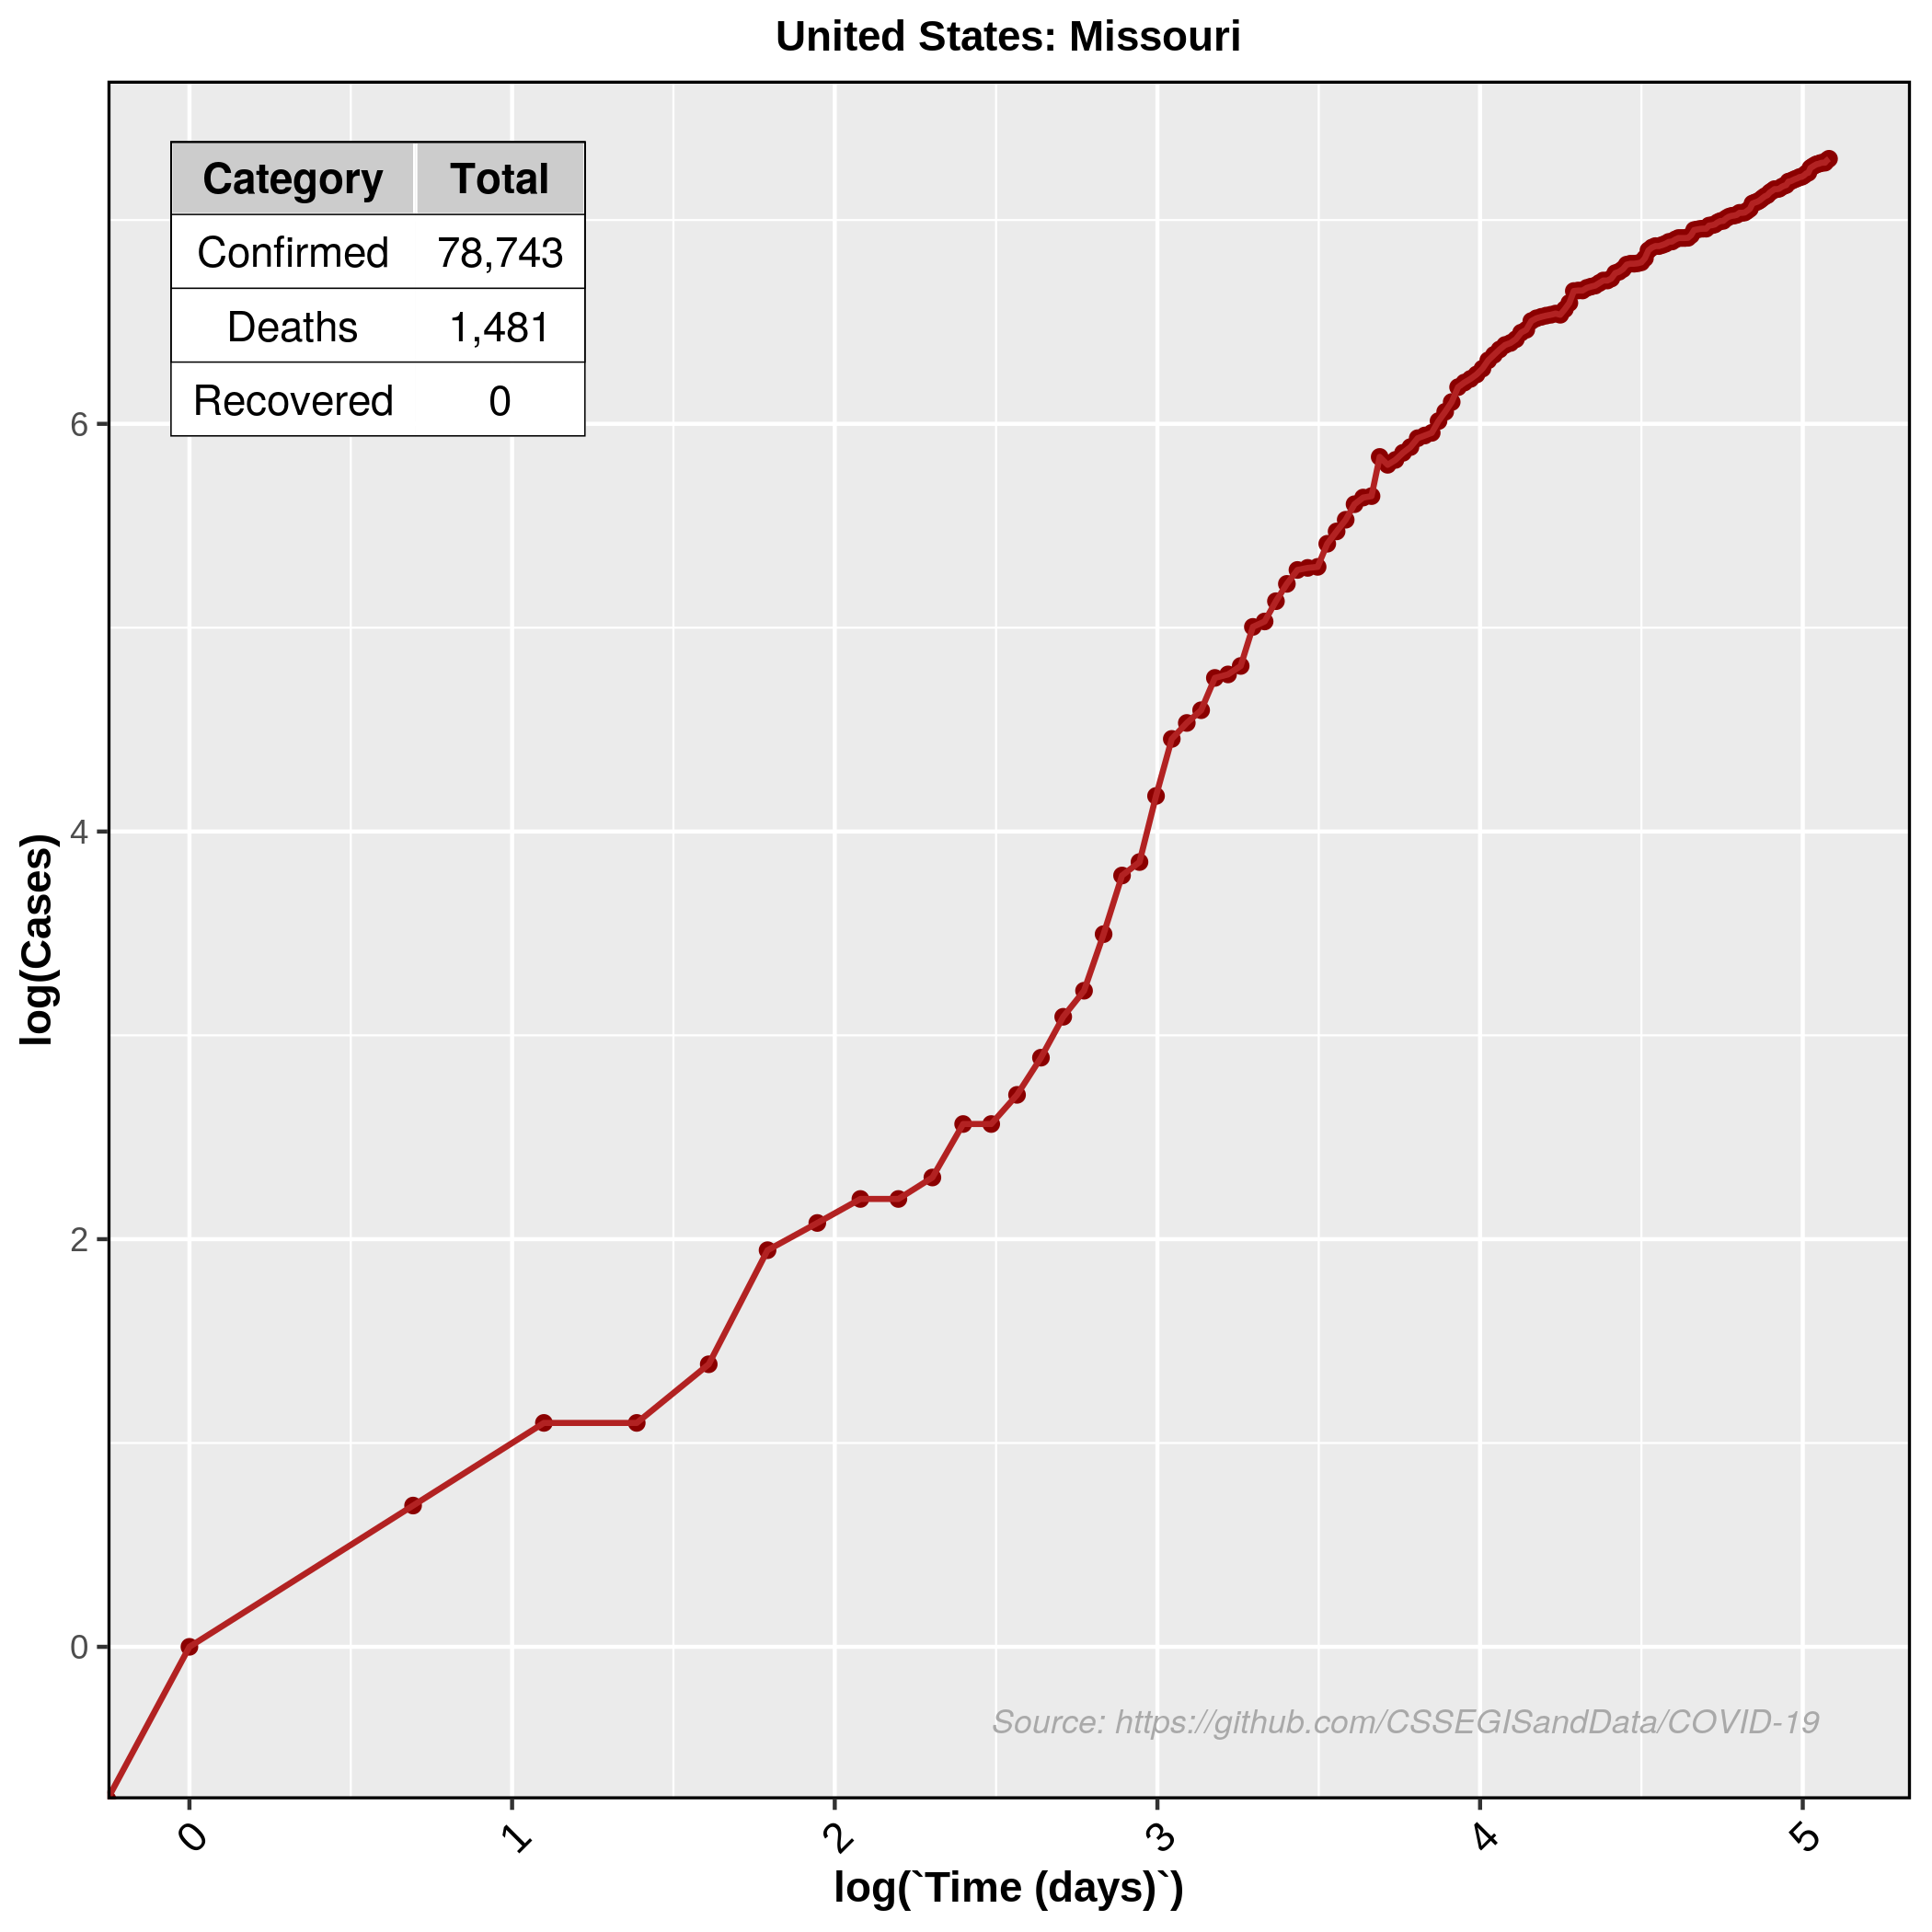 United States: Missouri
Category Total
Confirmed 78,743
Deaths 1,481
Recovered 0
6
4
2
0
log(Cases)
Source: https://github.com/CSSEGISandData/COVID-19
0 1 2 3 4 5
log(`Time (days)`)